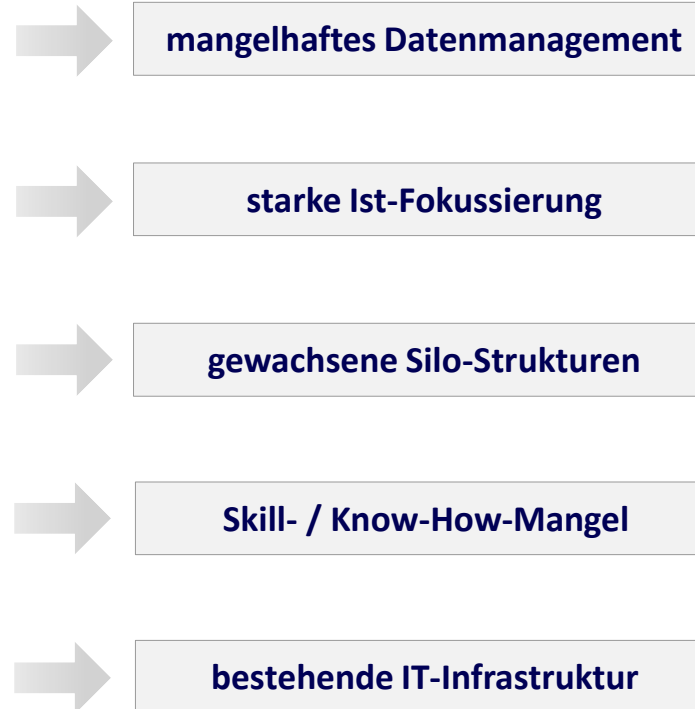 mangelhaftes Datenmanagement
starke Ist-Fokussierung
gewachsene Silo-Strukturen
Skill- / Know-How-Mangel
bestehende IT-Infrastruktur